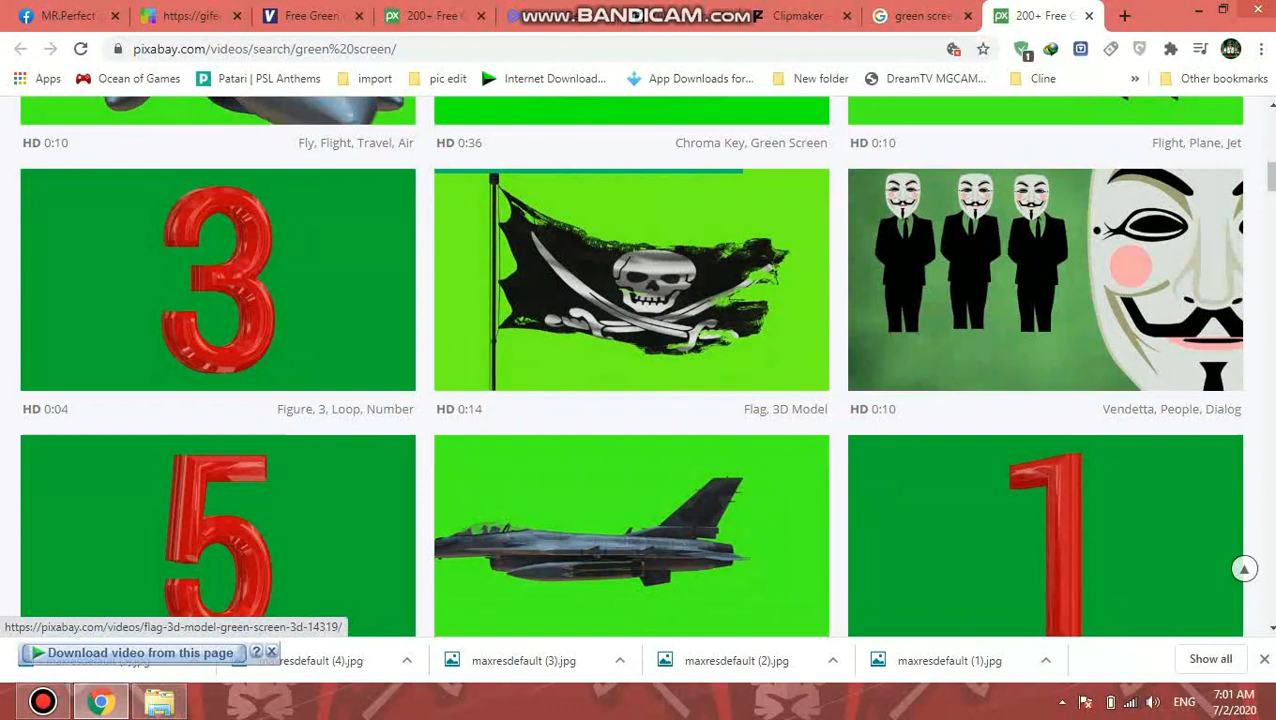 MR.Perfect
https://gife
Free Green
200+ Free
www.BANDICAM.com
Clipmaker
green scree
200+ Free G
pixabay.com/videos/search/green%20screen/
1
Apps
Ocean of Games
Patari | PSL Anthems
import
pic edit
Internet Download...
App Downloads for...
New folder
DreamTV MGCAM...
Cline
»
Other bookmarks
HD 0:10
Fly, Flight, Travel, Air
HD 0:36
Chroma Key, Green Screen
HD 0:10
Flight, Plane, Jet
3
HD 0:04
Figure, 3, Loop, Number
HD 0:14
Flag, 3D Model
HD 0:10
Vendetta, People, Dialog
5
1
https://pixabay.com/videos/flag-3d-model-green-screen-3d-14319/
Download video from this page
?
maxresdefault (4).jpg
maxresdefault (3).jpg
maxresdefault (2).jpg
maxresdefault (1).jpg
Show all
ENG
7:01 AM
7/2/2020